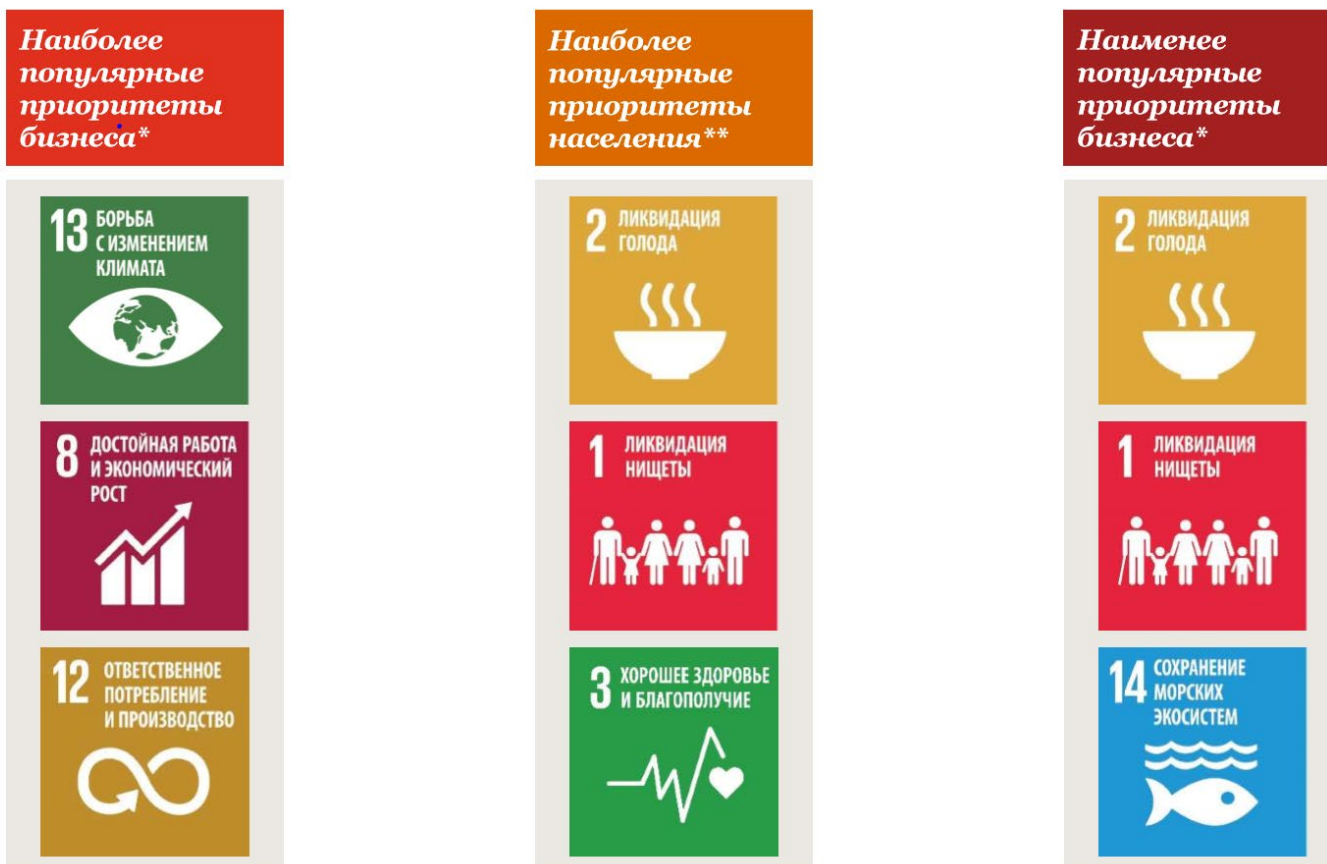 Наиболее
популярные
приоритеты
бизнеса*
13 БОРЬБА
С ИЗМЕНЕНИЕМ
КЛИМАТА
8 ДОСТОЙНАЯ РАБОТА
И ЭКОНОМИЧЕСКИЙ
РОСТ
12 ОТВЕТСТВЕННОЕ
ПОТРЕБЛЕНИЕ
И ПРОИЗВОДСТВО
Наиболее
популярные
приоритеты
населения**
2 ЛИКВИДАЦИЯ
ГОЛОДА
1 ЛИКВИДАЦИЯ
НИЩЕТЫ
3 ХОРОШЕЕ ЗДОРОВЬЕ
И БЛАГОПОЛУЧИЕ
Наименее
популярные
приоритеты
бизнеса*
2 ЛИКВИДАЦИЯ
ГОЛОДА
1 ЛИКВИДАЦИЯ
НИЩЕТЫ
14 СОХРАНЕНИЕ
МОРСКИХ
ЭКОСИСТЕМ